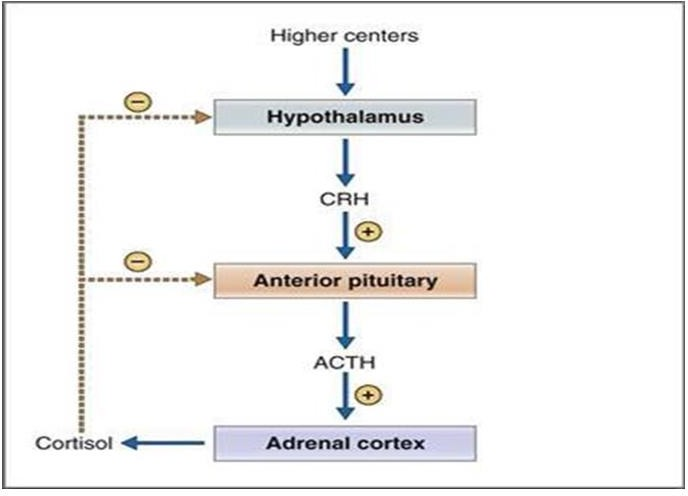 Higher centers
−
Hypothalamus
CRH
+
−
Anterior pituitary
ACTH
+
Cortisol
Adrenal cortex